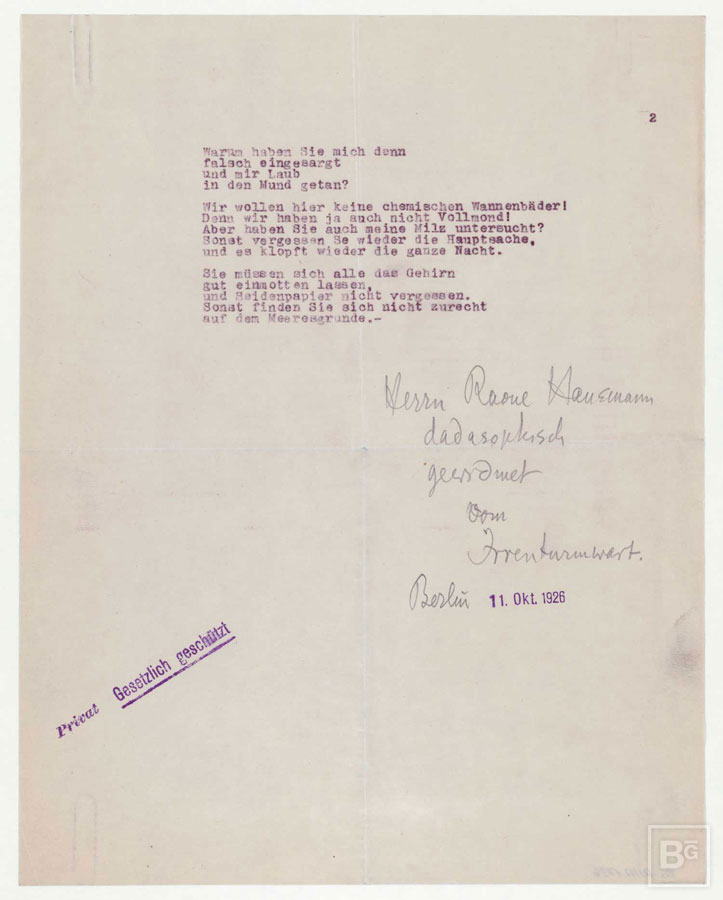 2
Warum haben Sie mich denn
falsch eingesargt
und mir Laub
in den Mund getan?
Wir wollen hier keine chemischen Wannenbäder!
Denn wir haben ja auch nicht Vollmond!
Aber haben Sie auch meine Milz untersucht?
Sonst vergessen Se wieder die Hauptsache,
und es klopft wieder die ganze Nacht.
Sie müssen sich alle das Gehirn
gut einmotten lassen,
und Seidenpapier nicht vergessen.
Sonst finden Sie sich nicht zurecht
auf dem Meeresgrunde.-
Herrn Raoul Hausmann
dadasophisch
geordnet
vom
Irrenturmwart.
Berlin 11. Okt. 1926
Privat Gesetzlich geschützt
BG